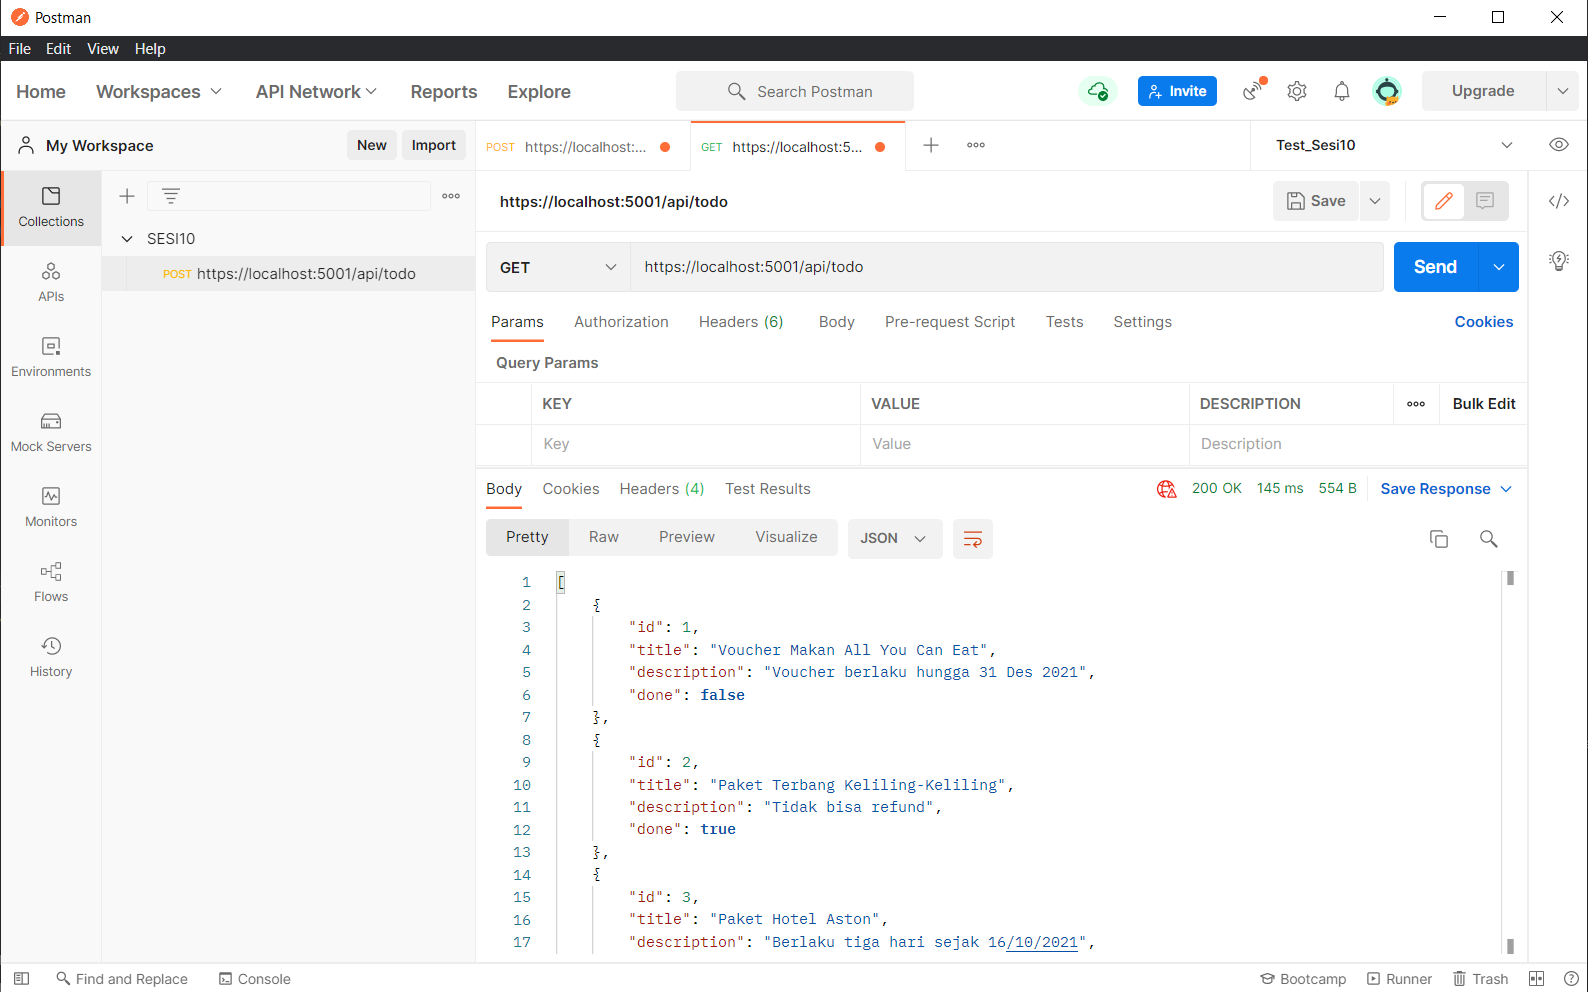 Postman
File Edit View Help
Home Workspaces API Network Reports Explore Search Postman Invite Upgrade
My Workspace New Import POST https://localhost:... GET https://localhost:5... Test_Sesi10
Collections
SESI10
POST https://localhost:5001/api/todo
APIs
Environments
Mock Servers
Monitors
Flows
History
https://localhost:5001/api/todo Save
GET https://localhost:5001/api/todo Send
Params Authorization Headers (6) Body Pre-request Script Tests Settings Cookies
Query Params
KEY VALUE DESCRIPTION Bulk Edit
Key Value Description
Body Cookies Headers (4) Test Results 200 OK 145 ms 554 B Save Response
Pretty Raw Preview Visualize JSON
1 [
2 {
3 "id": 1,
4 "title": "Voucher Makan All You Can Eat",
5 "description": "Voucher berlaku hungga 31 Des 2021",
6 "done": false
7 },
8 {
9 "id": 2,
10 "title": "Paket Terbang Keliling-Keliling",
11 "description": "Tidak bisa refund",
12 "done": true
13 },
14 {
15 "id": 3,
16 "title": "Paket Hotel Aston",
17 "description": "Berlaku tiga hari sejak 16/10/2021",
Find and Replace Console Bootcamp Runner Trash